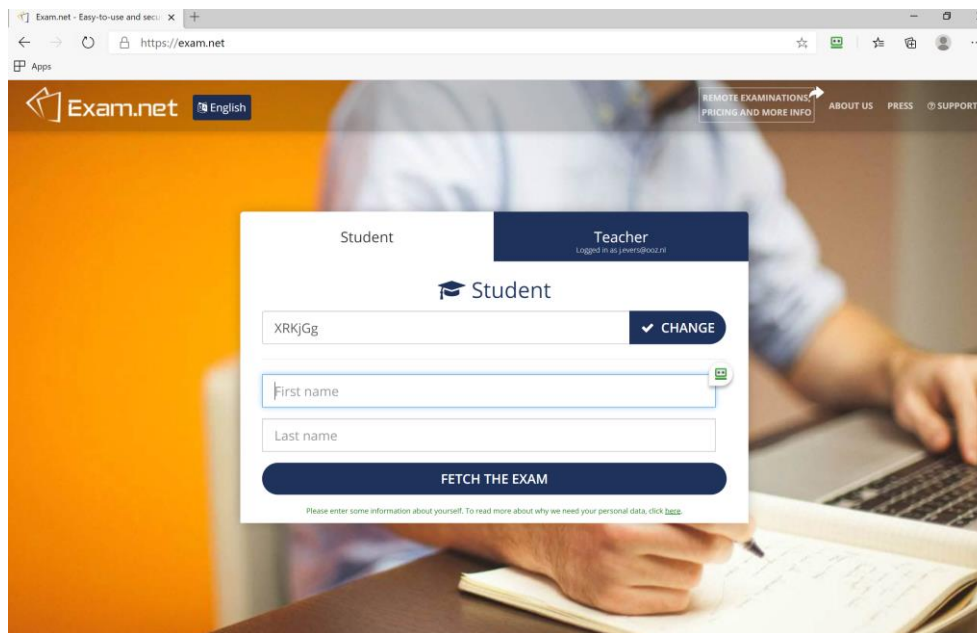 Exam.net - Easy-to-use and secu
https://exam.net
Apps
Exam.net
English
REMOTE EXAMINATIONS,
PRICING AND MORE INFO
ABOUT US
PRESS
SUPPORT
Student
Teacher
Logged in as j.evers@ooz.nl
Student
XRKjGg
CHANGE
First name
Last name
FETCH THE EXAM
Please enter some information about yourself. To read more about why we need your personal data, click here.